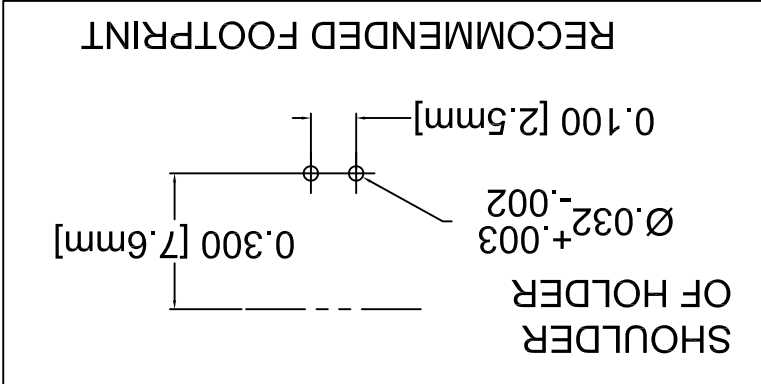 SHOULDER
OF HOLDER
Ø.032+.003
-.002
0.300 [7.6mm]
0.100 [2.5mm]
RECOMMENDED FOOTPRINT